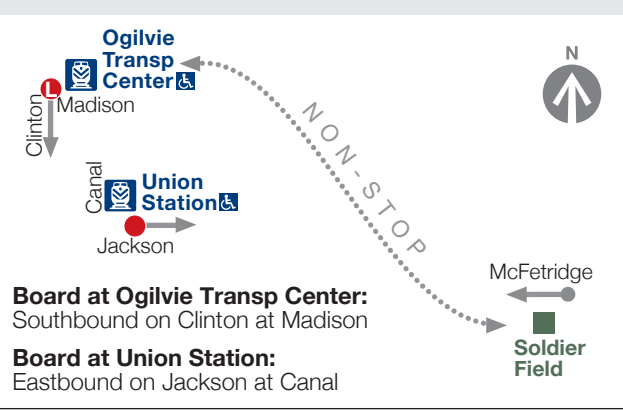 Ogilvie
Transp
Center
N
L
Madison
Clinton
NON-STOP
Canal
Union
Station
Jackson
McFetridge
Board at Ogilvie Transp Center:
Southbound on Clinton at Madison
Soldier
Field
Board at Union Station:
Eastbound on Jackson at Canal